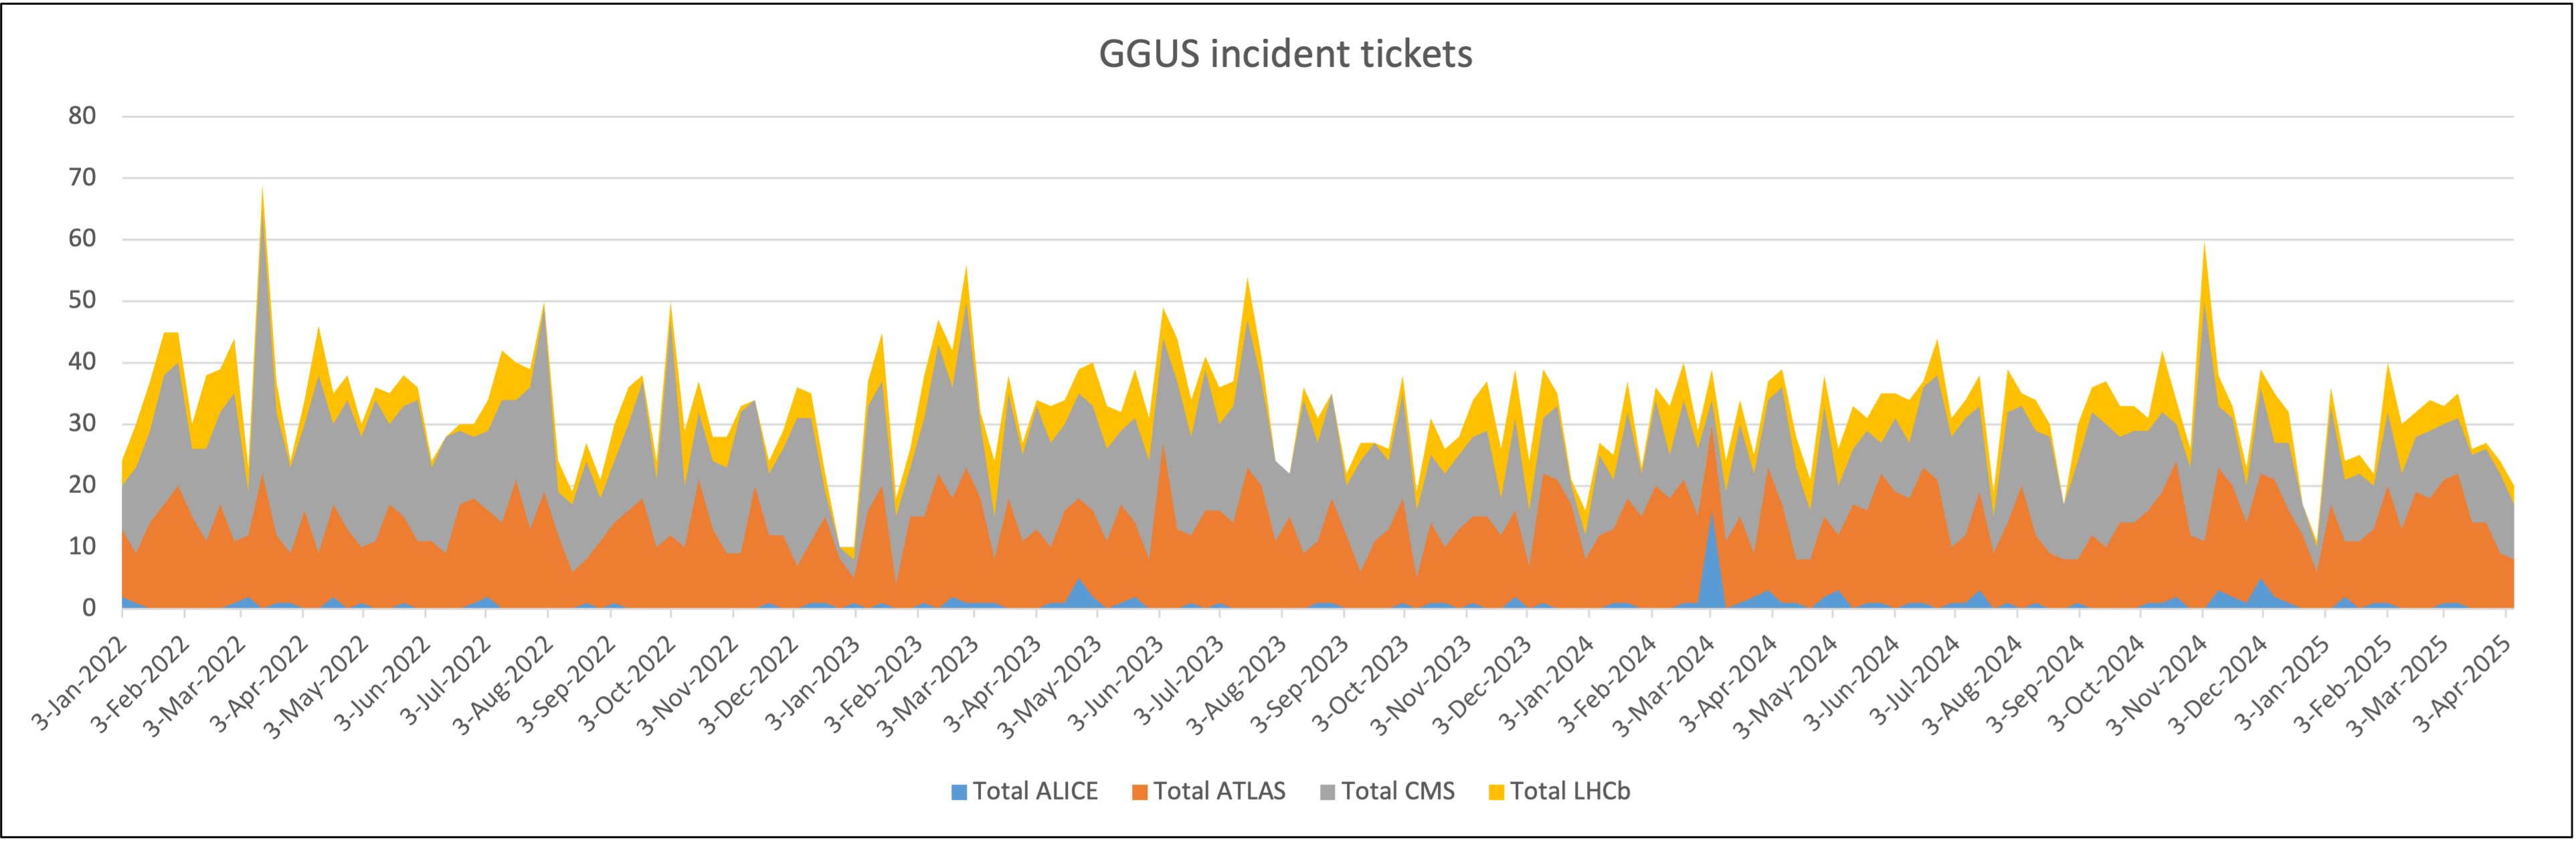 GGUS incident tickets
80
70
60
50
40
30
20
10
0
3-Jan-2022
3-Feb-2022
3-Mar-2022
3-Apr-2022
3-May-2022
3-Jun-2022
3-Jul-2022
3-Aug-2022
3-Sep-2022
3-Oct-2022
3-Nov-2022
3-Dec-2022
3-Jan-2023
3-Feb-2023
3-Mar-2023
3-Apr-2023
3-May-2023
3-Jun-2023
3-Jul-2023
3-Aug-2023
3-Sep-2023
3-Oct-2023
3-Nov-2023
3-Dec-2023
3-Jan-2024
3-Feb-2024
3-Mar-2024
3-Apr-2024
3-May-2024
3-Jun-2024
3-Jul-2024
3-Aug-2024
3-Sep-2024
3-Oct-2024
3-Nov-2024
3-Dec-2024
3-Jan-2025
3-Feb-2025
3-Mar-2025
3-Apr-2025
Total ALICE Total ATLAS Total CMS Total LHCb